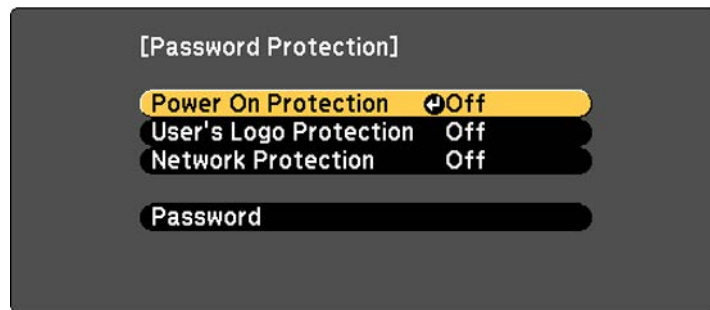 [Password Protection]
Power On Protection Off
User's Logo Protection Off
Network Protection Off
Password